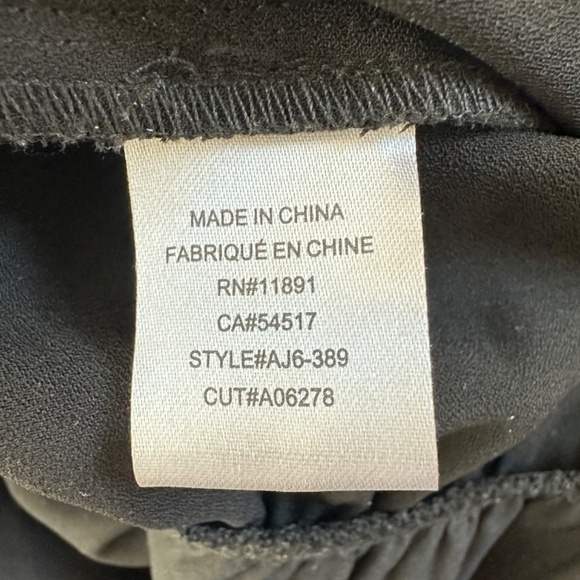 MADE IN CHINA
FABRIQUÉ EN CHINE
RN#11891
CA#54517
STYLE#AJ6-389
CUT#A06278